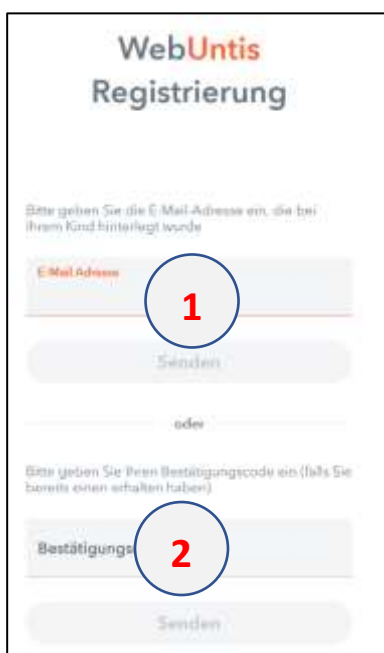 WebUntis
Registrierung
Bitte geben Sie die E-Mail-Adresse ein, die bei
Ihrem Kind hinterlegt wurde
E-Mail Adresse
1
Senden
oder
Bitte geben Sie Ihren Bestätigungscode ein (falls Sie
bereits einen erhalten haben)
Bestätigungs
2
Senden